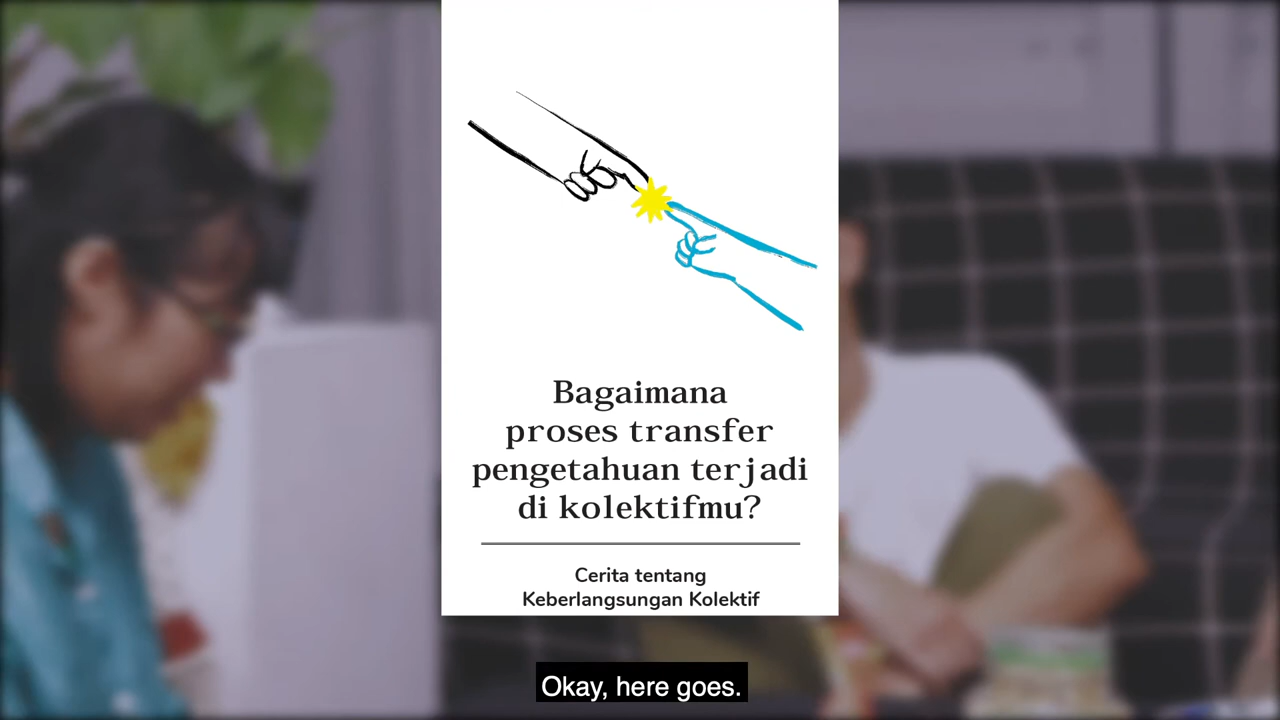 Bagaimana
proses transfer
pengetahuan terjadi
di kolektifmu?
Cerita tentang
Keberlangsungan Kolektif
Okay, here goes.